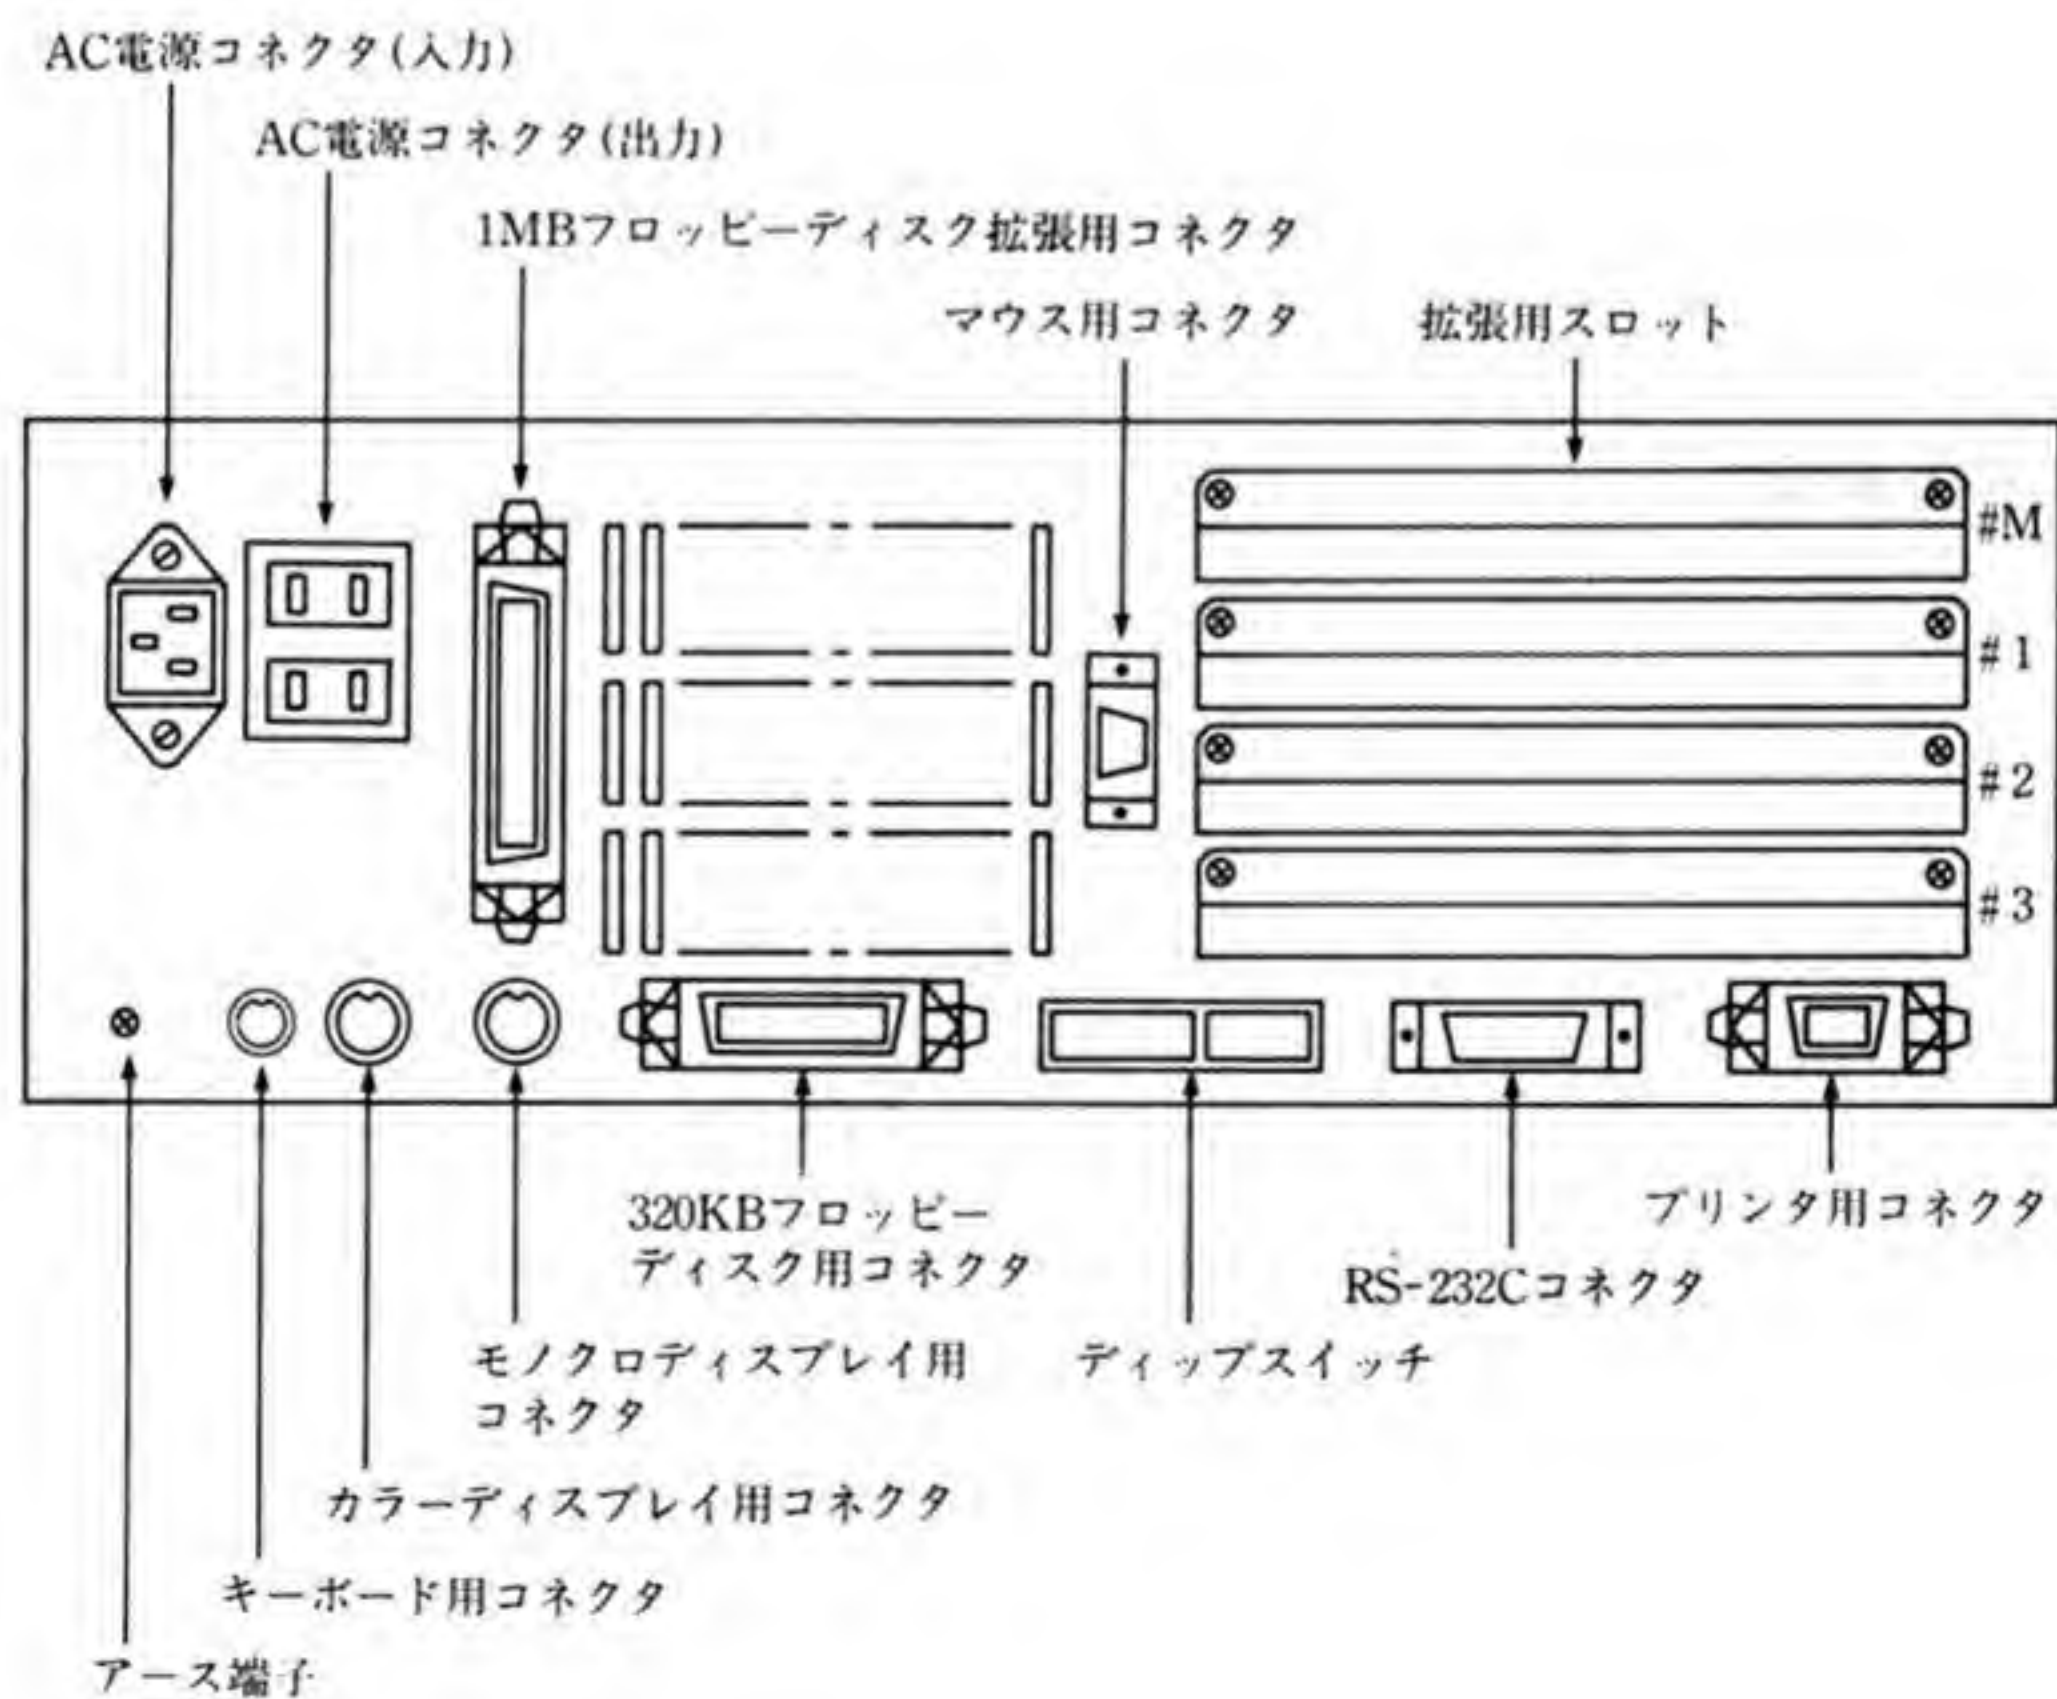 AC電源コネクタ(入力)
AC電源コネクタ(出力)
1MBフロッピーディスク拡張用コネクタ
マウス用コネクタ
拡張用スロット
#M
#1
#2
#3
320KBフロッピー
ディスク用コネクタ
プリンタ用コネクタ
RS-232Cコネクタ
モノクロディスプレイ用
コネクタ
ディップスイッチ
カラーディスプレイ用コネクタ
キーボード用コネクタ
アース端子